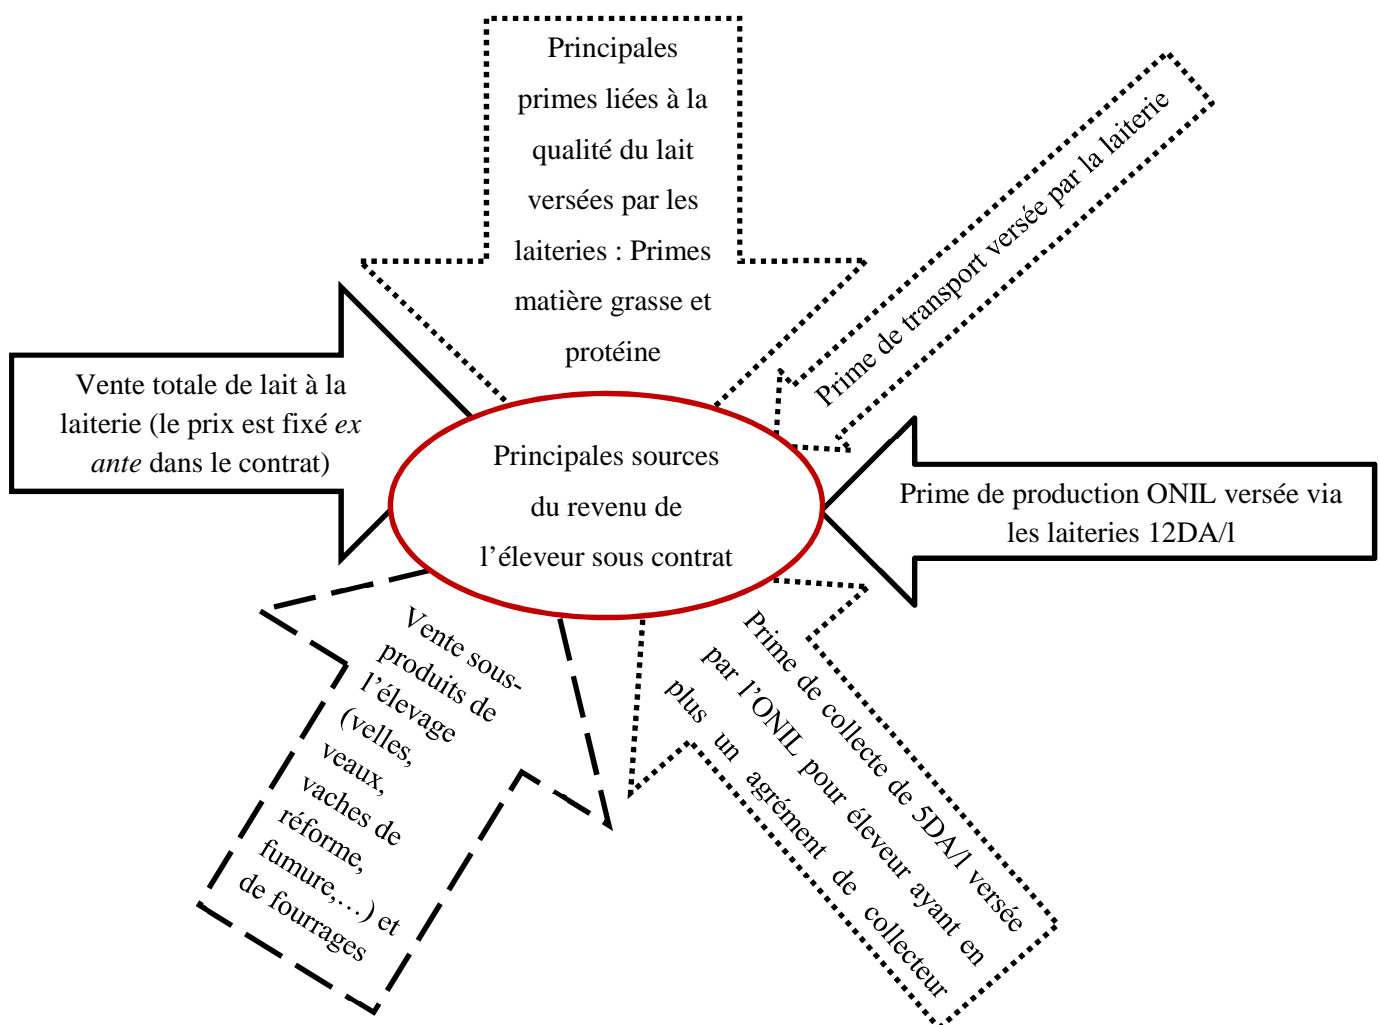 Principales
primes liées à la
qualité du lait
versées par les
laiteries : Primes
matière grasse et
protéine
Prime de transport versée par la laiterie
Vente totale de lait à la
laiterie (le prix est fixé ex
ante dans le contrat)
Principales sources
du revenu de
l’éleveur sous contrat
Prime de production ONIL versée via
les laiteries 12DA/l
Vente sous-
produits de
l’élevage
(velles,
veaux,
vaches de
réforme,
fumure,…) et
de fourrages
Prime de collecte de 5DA/l versée
par l’ONIL pour éleveur ayant en
plus un agrément de collecteur